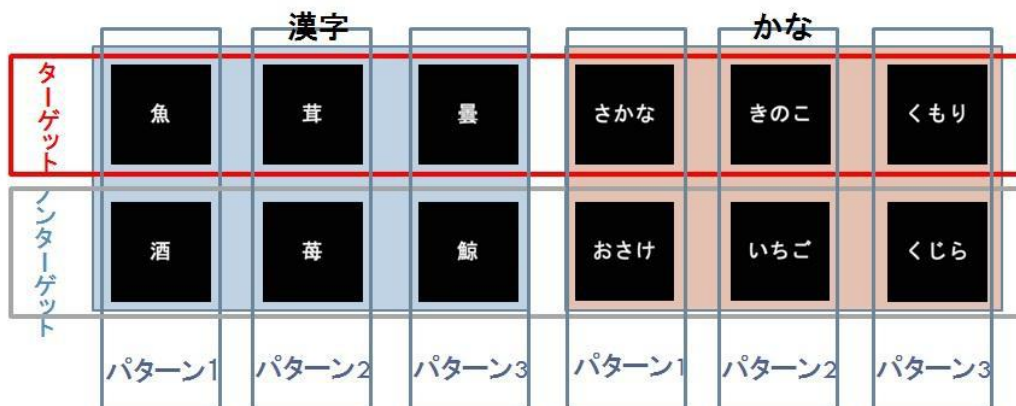 漢字
かな
ターゲット
魚
茸
曇
さかな
きのこ
くもり
ノンターゲット
酒
苺
鯨
おさけ
いちご
くじら
パターン1
パターン2
パターン3
パターン1
パターン2
パターン3